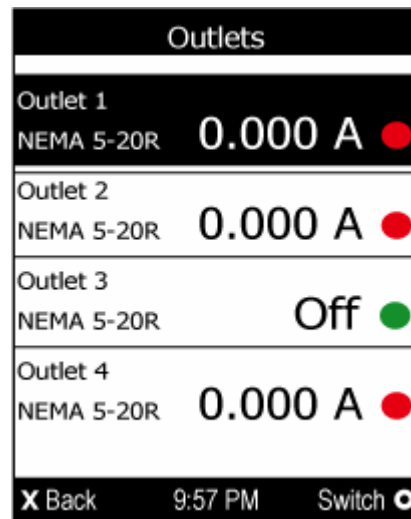 Outlets
Outlet 1
NEMA 5-20R 0.000 A
Outlet 2
NEMA 5-20R 0.000 A
Outlet 3
NEMA 5-20R Off
Outlet 4
NEMA 5-20R 0.000 A
X Back 9:57 PM Switch O